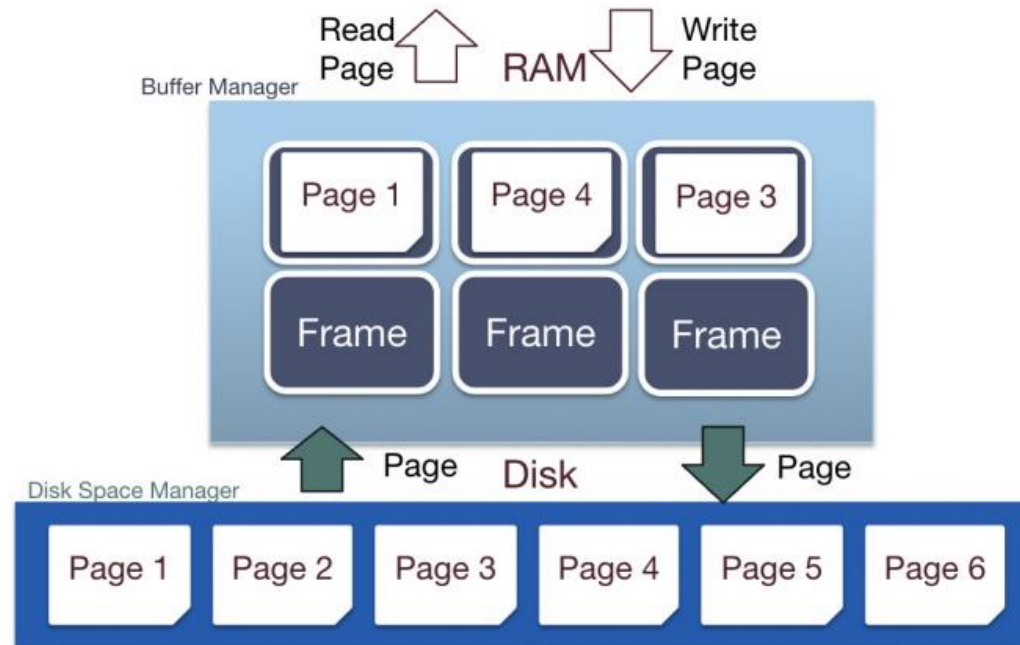 Read
Page
RAM
Write
Page
Buffer Manager
Page 1
Page 4
Page 3
Frame
Frame
Frame
Page
Disk
Page
Disk Space Manager
Page 1
Page 2
Page 3
Page 4
Page 5
Page 6